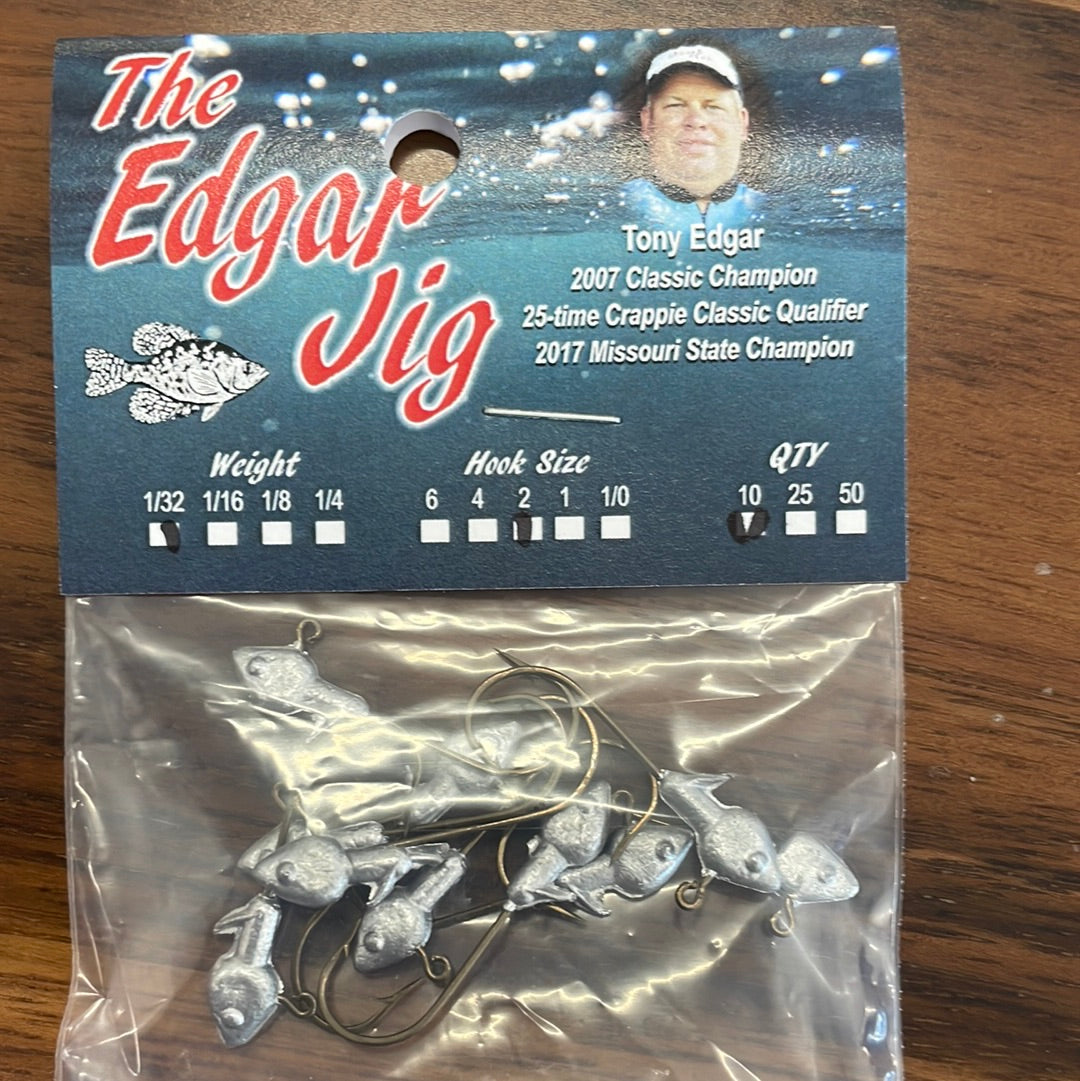 The
Edgar
Jig
Tony Edgar
2007 Classic Champion
25-time Crappie Classic Qualifier
2017 Missouri State Champion
Weight
1/32 1/16 1/8 1/4
Hook Size
6 4 2 1 1/0
QTY
10 25 50